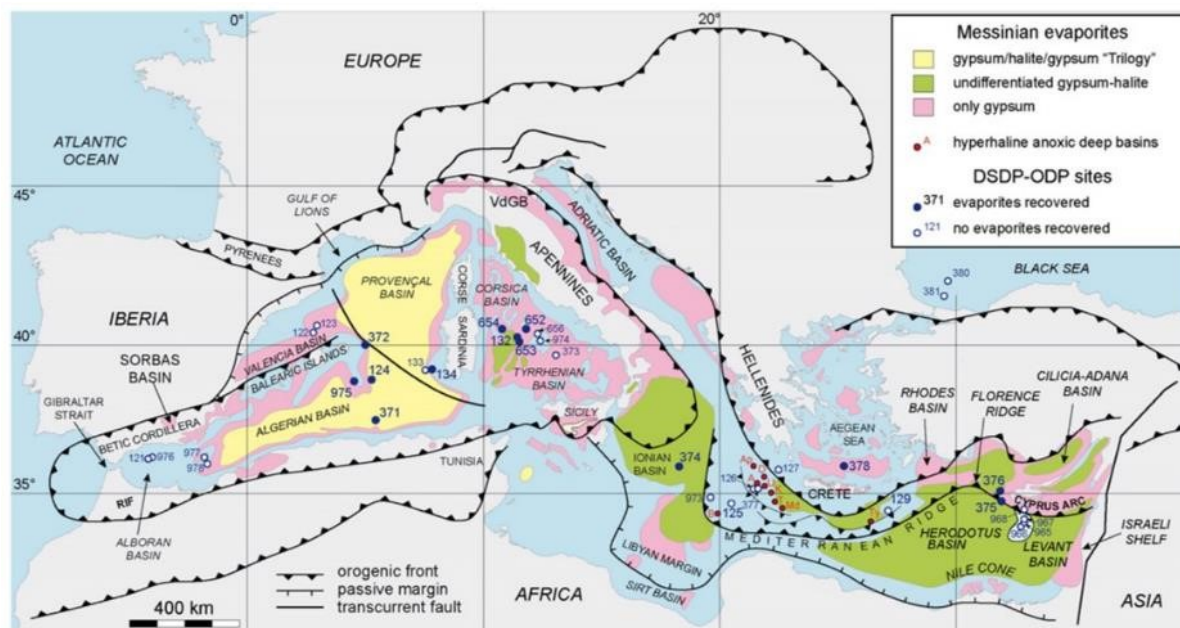 0°
20°
EUROPE
ATLANTIC
OCEAN
45°
GULF OF
LIONS
PYRENEES
PROVENÇAL
BASIN
VdGB
ADRIATIC BASIN
APENNINES
CORSICA
BASIN
CORSE
SARDINIA
IBERIA
40°
SORBAS
BASIN
VALENCIA BASIN
BALEARIC ISLANDS
122
123
372
124
975
371
133
134
654
652
132
653
656
974
373
TYRRHENIAN
BASIN
GIBRALTAR
STRAIT
BETIC CORDILLERA
ALGERIAN BASIN
121
976
977
978
RIF
ALBORAN
BASIN
TUNISIA
SICILY
IONIAN
BASIN
374
973
125
126
377
127
HELLENIDES
AEGEAN
SEA
378
CRETE
129
35°
MEDITERRANEAN RIDGE
LIBYAN MARGIN
SIRT BASIN
RHODES
BASIN
FLORENCE
RIDGE
CILICIA-ADANA
BASIN
376
375
CYPRUS ARC
968
967
965
966
HERODOTUS
BASIN
LEVANT
BASIN
NILE CONE
ISRAELI
SHELF
BLACK SEA
380
381
AFRICA
ASIA
orogenic front
passive margin
transcurrent fault
400 km
Messinian evaporites
gypsum/halite/gypsum “Trilogy”
undifferentiated gypsum-halite
only gypsum
A hyperhaline anoxic deep basins
DSDP-ODP sites
371 evaporites recovered
121 no evaporites recovered